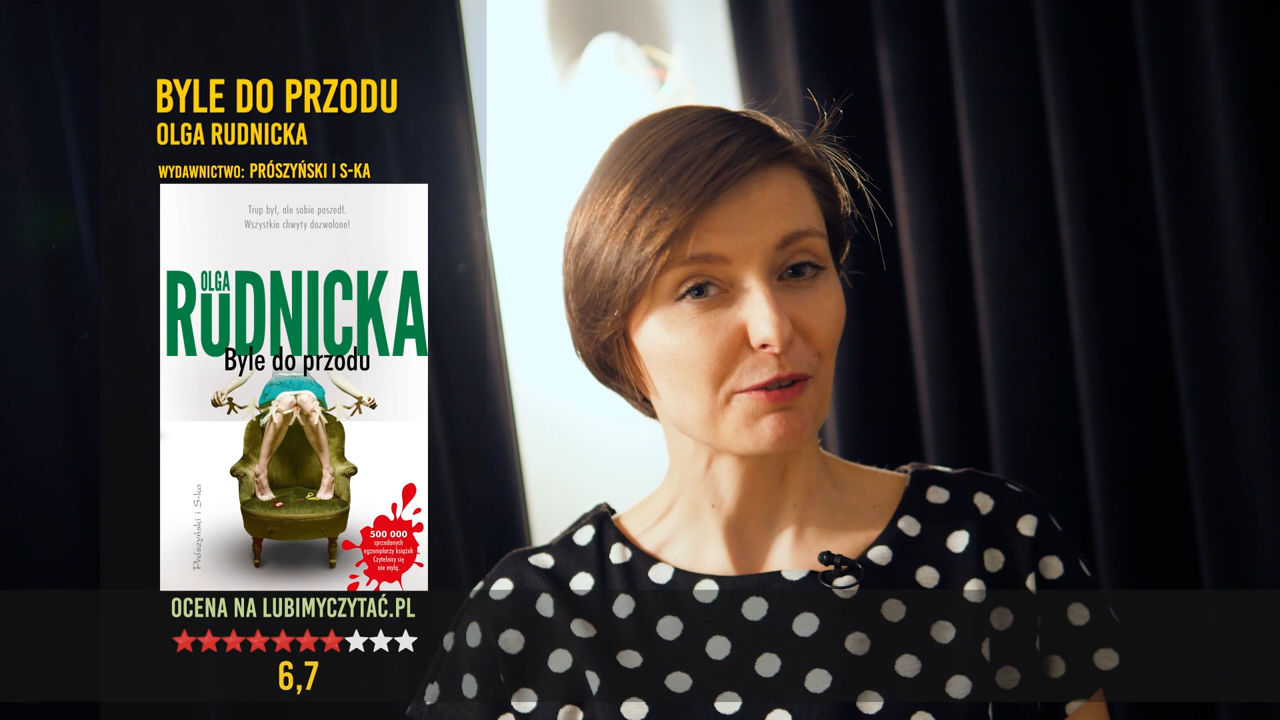 BYLE DO PRZODU
OLGA RUDNICKA
WYDAWNICTWO: PRÓSZYŃSKI I S-KA
Trup był, ale sobie poszedł.
Wszystkie chwyty dozwolone!
OLGA
RUDNICKA
Byle do przodu
Prószyński i S-ka
500 000
sprzedanych
egzemplarzy książek
Czytelnicy się
nie mylą.
OCENA NA LUBIMYCZYTAĆ.PL
6,7